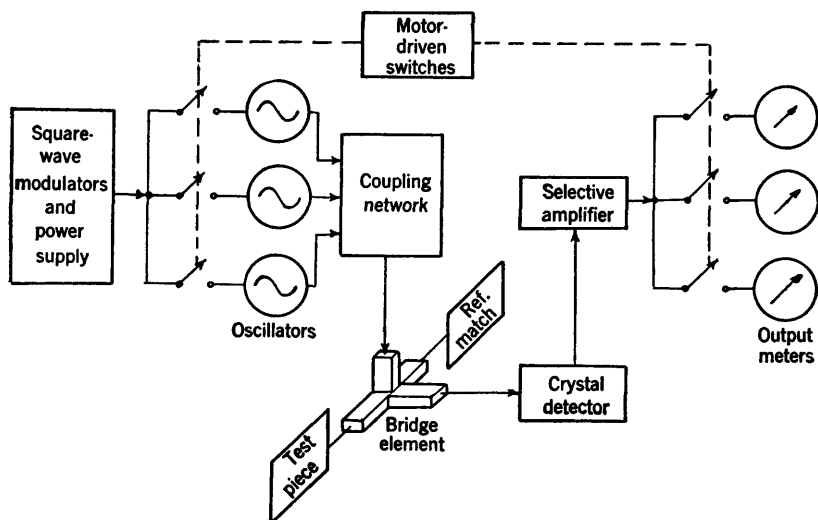 Motor-
driven
switches
Square-
wave
modulators
and
power
supply
Coupling
network
Selective
amplifier
Oscillators
Output
meters
Ref.
match
Crystal
detector
Bridge
element
Test
piece